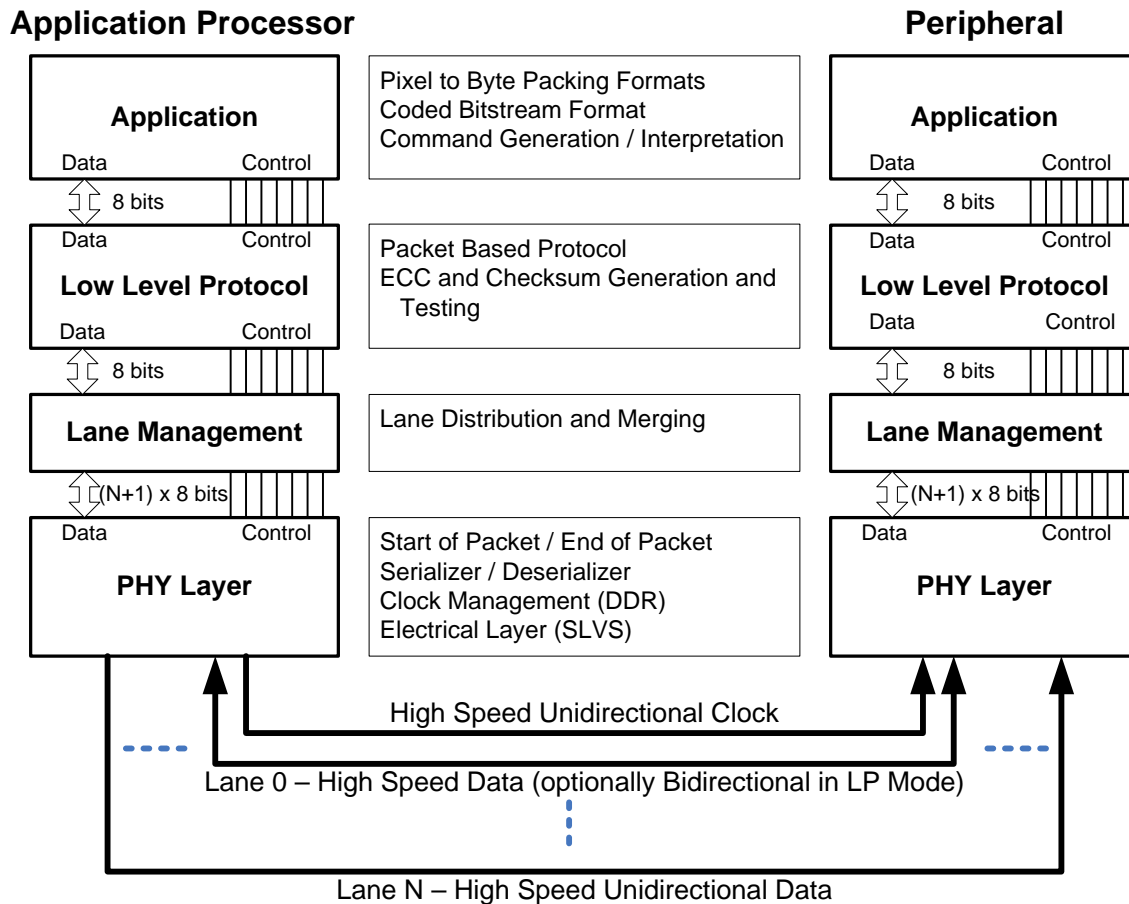 Application Processor
Peripheral
Application
Data
Control
8 bits
Data
Control
Low Level Protocol
Data
Control
8 bits
Lane Management
(N+1) x 8 bits
Data
Control
PHY Layer
Pixel to Byte Packing Formats
Coded Bitstream Format
Command Generation / Interpretation
Packet Based Protocol
ECC and Checksum Generation and
Testing
Lane Distribution and Merging
Start of Packet / End of Packet
Serializer / Deserializer
Clock Management (DDR)
Electrical Layer (SLVS)
Application
Data
Control
8 bits
Data
Control
Low Level Protocol
Data
Control
8 bits
Lane Management
(N+1) x 8 bits
Data
Control
PHY Layer
High Speed Unidirectional Clock
Lane 0 – High Speed Data (optionally Bidirectional in LP Mode)
Lane N – High Speed Unidirectional Data